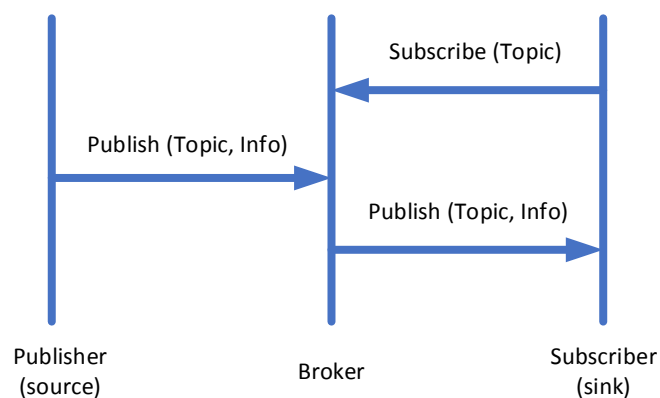 Subscribe (Topic)
Publish (Topic, Info)
Publish (Topic, Info)
Publisher
(source)
Broker
Subscriber
(sink)